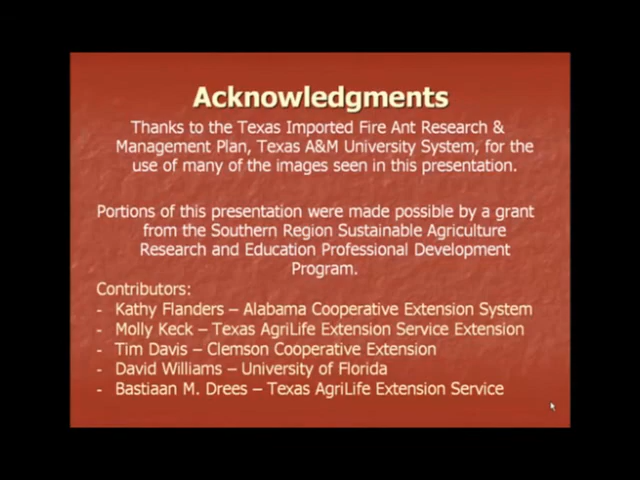 Acknowledgments
Thanks to the Texas Imported Fire Ant Research &
Management Plan, Texas A&M University System, for the
use of many of the images seen in this presentation.
Portions of this presentation were made possible by a grant
from the Southern Region Sustainable Agriculture
Research and Education Professional Development
Program.
Contributors:
- Kathy Flanders – Alabama Cooperative Extension System
- Molly Keck – Texas AgriLife Extension Service Extension
- Tim Davis – Clemson Cooperative Extension
- David Williams – University of Florida
- Bastiaan M. Drees – Texas AgriLife Extension Service